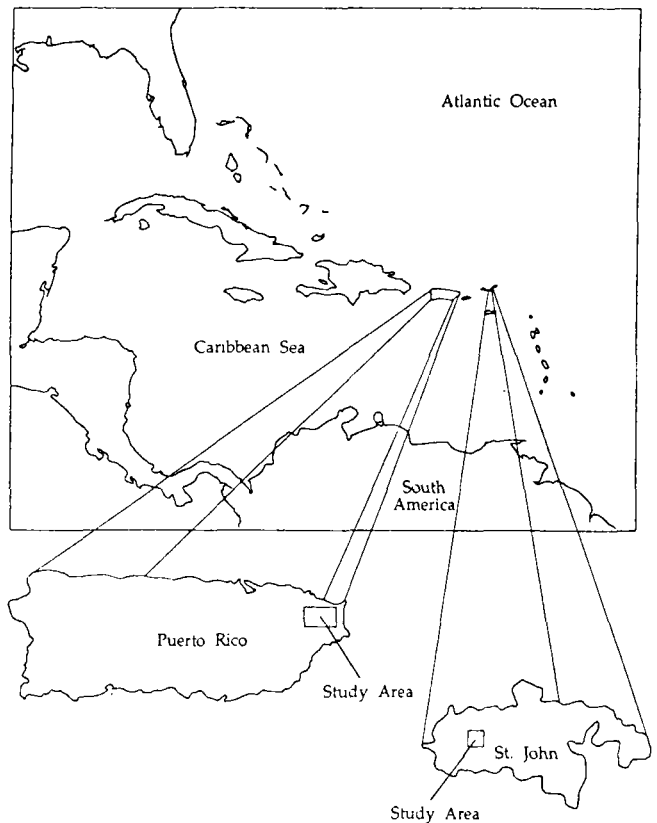 Atlantic Ocean
Caribbean Sea
South
America
Puerto Rico
Study Area
St. John
Study Area